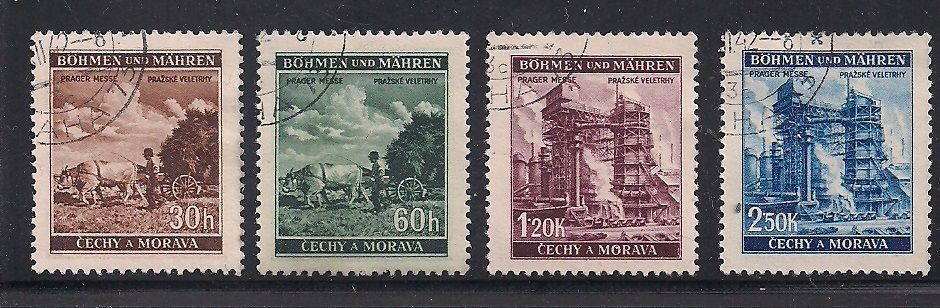 BÖHMEN UND MÄHREN
PRAGER MESSE PRAŽSKÉ VELETRHY
30h
ČECHY A MORAVA
BÖHMEN UND MÄHREN
PRAGER MESSE PRAŽSKÉ VELETRHY
60h
ČECHY A MORAVA
BÖHMEN UND MÄHREN
PRAGER MESSE PRAŽSKÉ VELETRHY
1.20K
ČECHY A MORAVA
BÖHMEN UND MÄHREN
PRAGER MESSE PRAŽSKÉ VELETRHY
2.50K
ČECHY A MORAVA